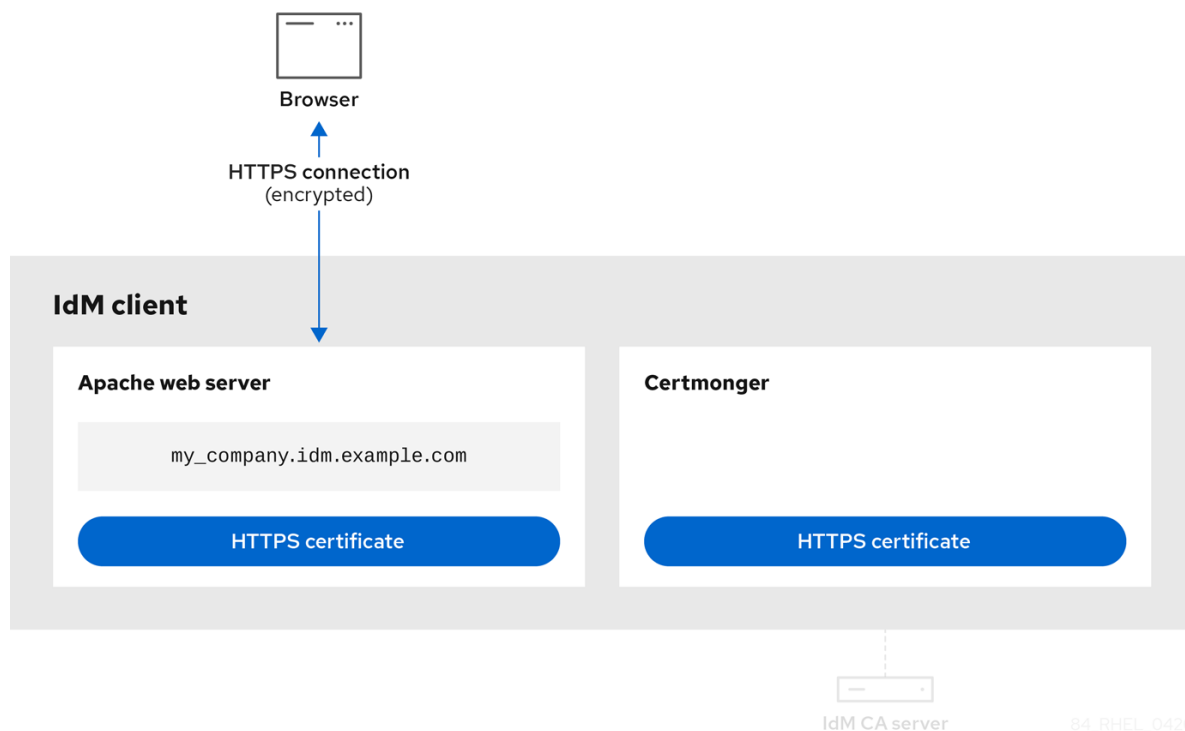 Browser
HTTPS connection
(encrypted)
IdM client
Apache web server
my_company.idm.example.com
HTTPS certificate
Certmonger
HTTPS certificate
IdM CA server
84_RHEL_0420